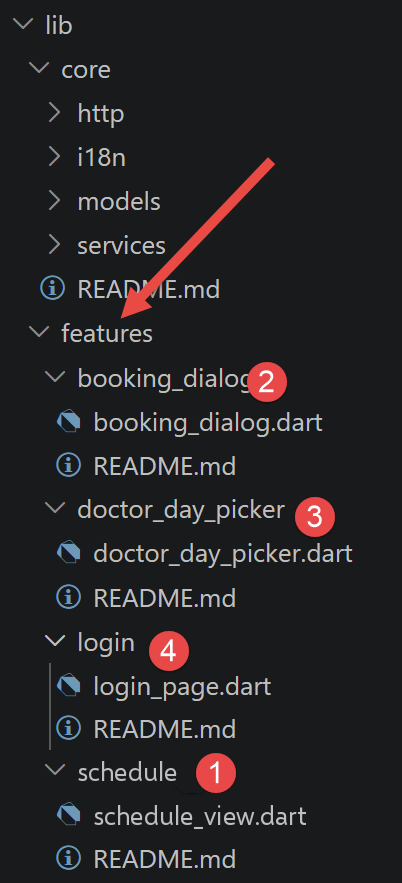 lib
core
http
i18n
models
services
README.md
features
booking_dialog 2
booking_dialog.dart
README.md
doctor_day_picker 3
doctor_day_picker.dart
README.md
login 4
login_page.dart
README.md
schedule 1
schedule_view.dart
README.md